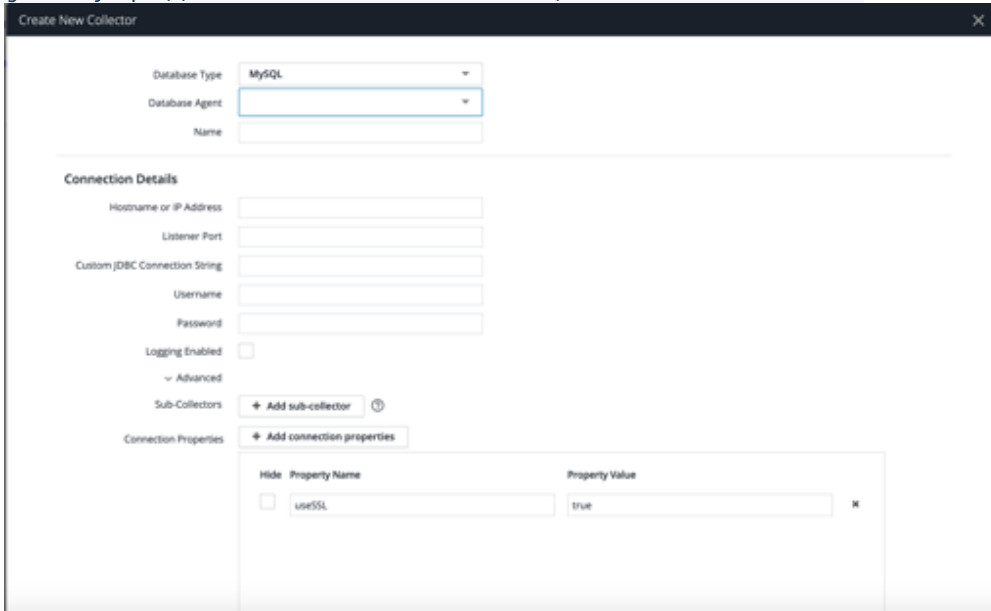 Create New Collector
Database Type MySQL
Database Agent
Name
Connection Details
Hostname or IP Address
Listener Port
Custom JDBC Connection String
Username
Password
Logging Enabled
Advanced
Sub-Collectors + Add sub-collector
Connection Properties + Add connection properties
Hide Property Name Property Value
useSSL true